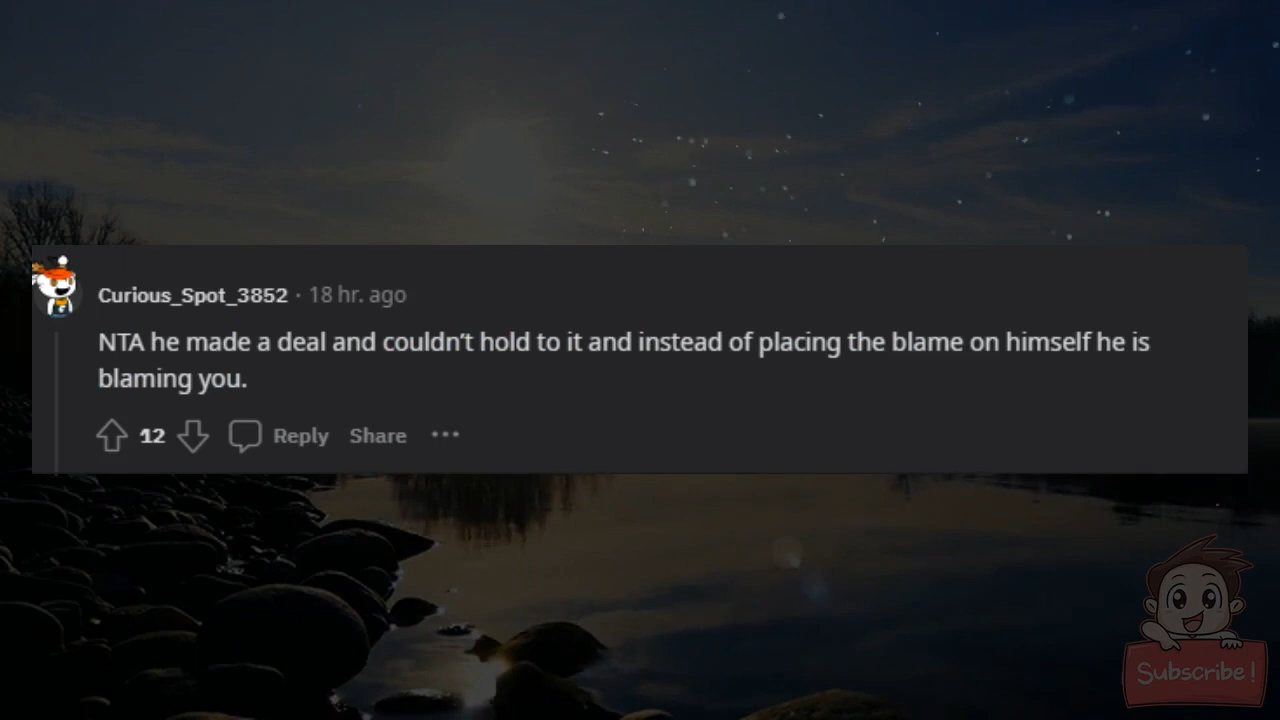 Curious_Spot_3852 · 18 hr. ago
NTA he made a deal and couldn’t hold to it and instead of placing the blame on himself he is
blaming you.
12 Reply Share ···
Subscribe !